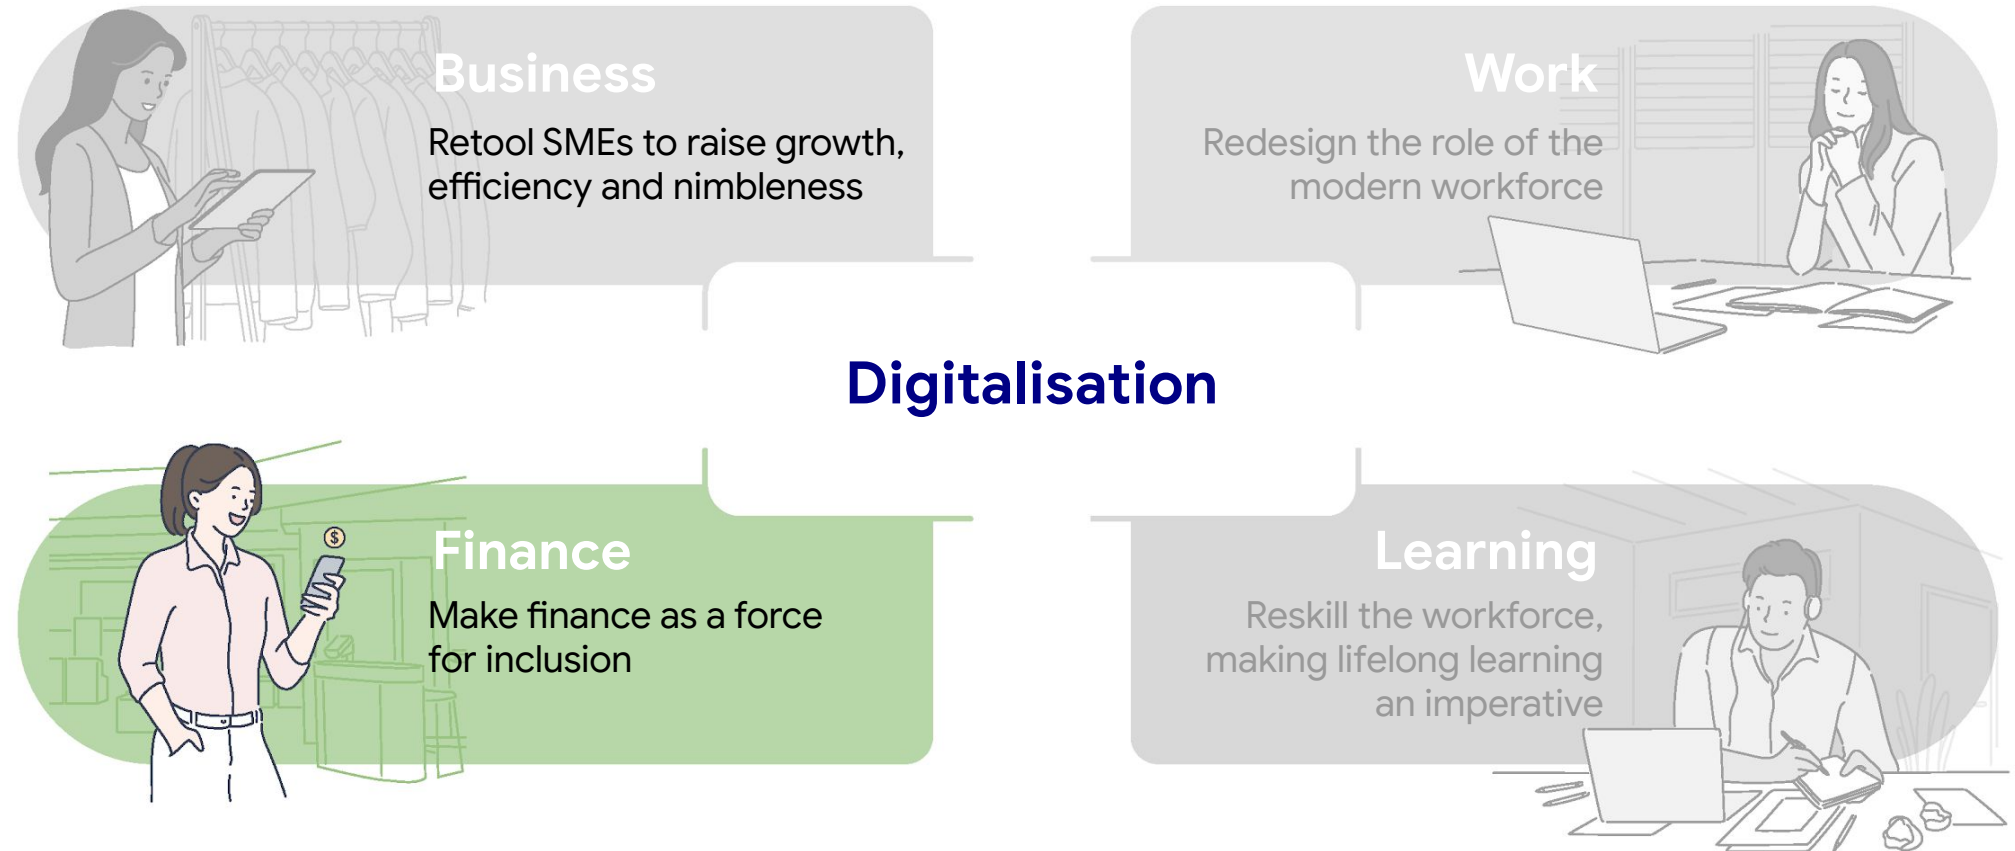 Business
Retool SMEs to raise growth,
efficiency and nimbleness
Work
Redesign the role of the
modern workforce
Digitalisation
Finance
$
Make finance as a force
for inclusion
Learning
Reskill the workforce,
making lifelong learning
an imperative